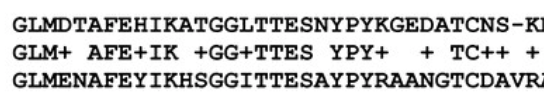 GLMDTAFEHIKATGGLTTESNYPYKGEDATCNS-K
GLM+ AFE+IK +GG+TTES YPY+ + TC++ +
GLMENAFEYIKHSGGITTESAYPYRAANGTCDAVR